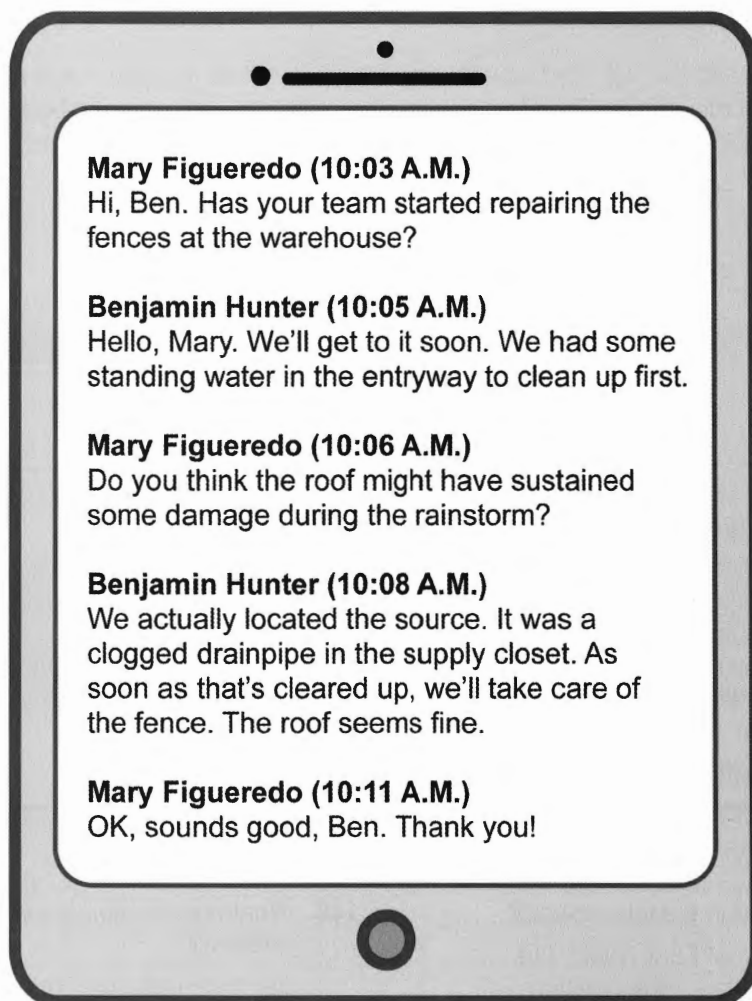 Mary Figueredo (10:03 A.M.)
Hi, Ben. Has your team started repairing the
fences at the warehouse?
Benjamin Hunter (10:05 A.M.)
Hello, Mary. We'll get to it soon. We had some
standing water in the entryway to clean up first.
Mary Figueredo (10:06 A.M.)
Do you think the roof might have sustained
some damage during the rainstorm?
Benjamin Hunter (10:08 A.M.)
We actually located the source. It was a
clogged drainpipe in the supply closet. As
soon as that's cleared up, we'll take care of
the fence. The roof seems fine.
Mary Figueredo (10:11 A.M.)
OK, sounds good, Ben. Thank you!